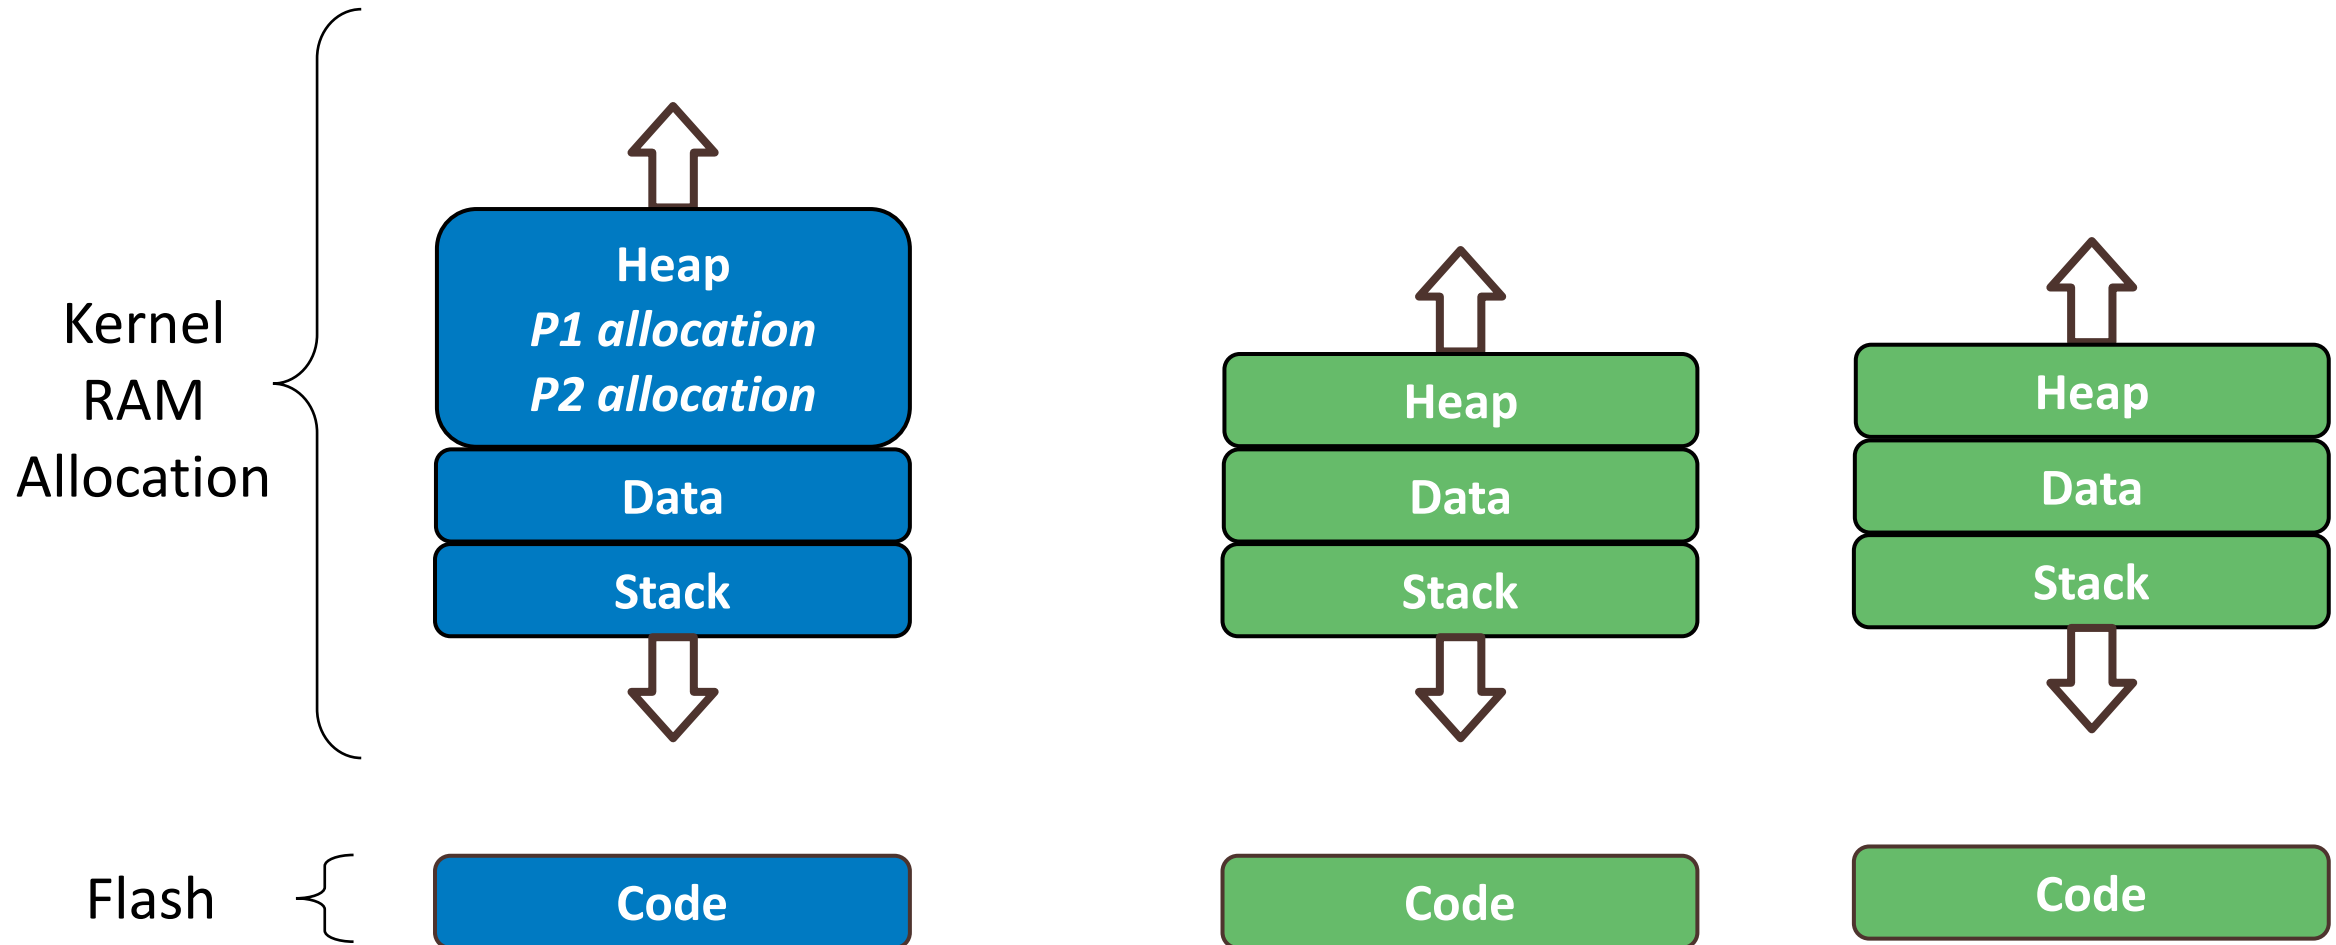 Kernel
RAM
Allocation
Heap
P1 allocation
P2 allocation
Data
Stack
Heap
Data
Stack
Heap
Data
Stack
Flash
Code
Code
Code